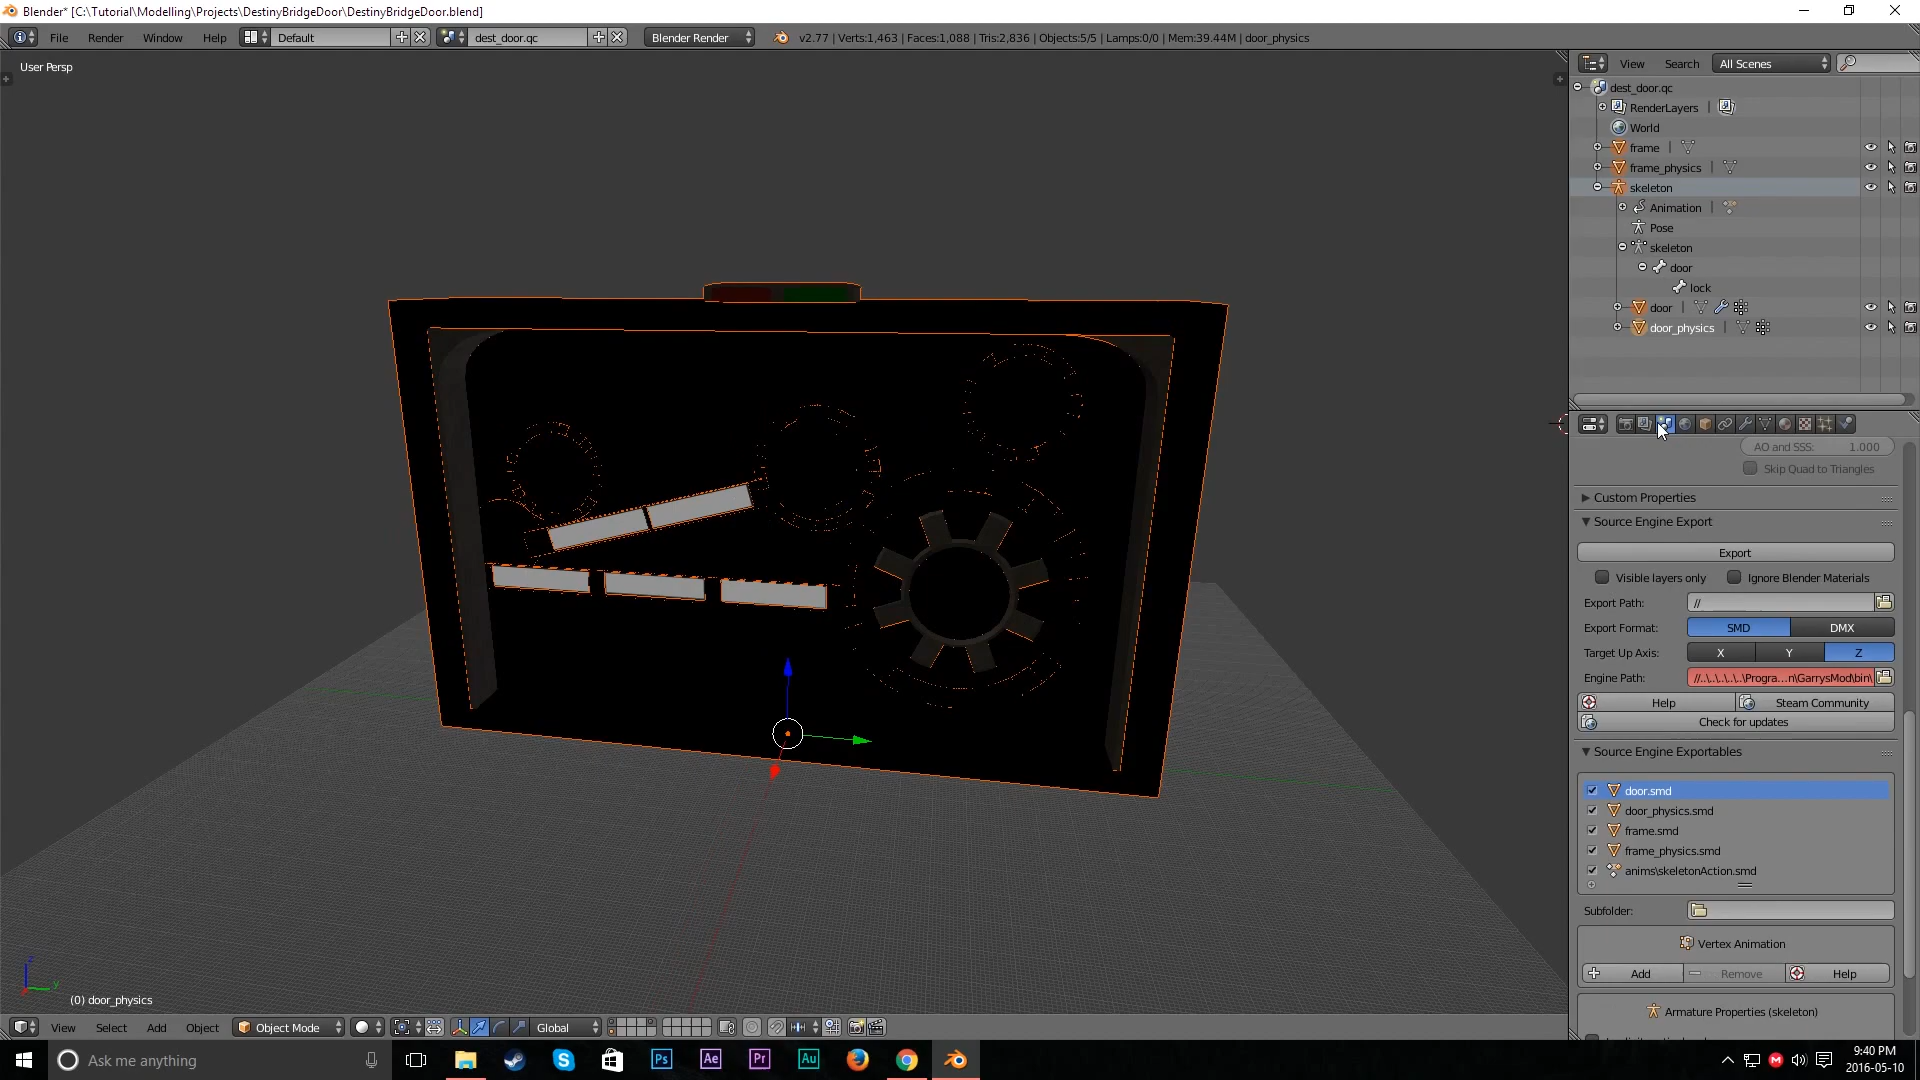 Blender* [C:\Tutorial\Modelling\Projects\DestinyBridgeDoor\DestinyBridgeDoor.blend]
File Render Window Help Default dest_door.qc Blender Render v2.77 | Verts:1,463 | Faces:1,088 | Tris:2,836 | Objects:5/5 | Lamps:0/0 | Mem:39.44M | door_physics
User Persp
View Search All Scenes
dest_door.qc
RenderLayers
World
frame
frame_physics
skeleton
Animation
Pose
skeleton
door
lock
door
door_physics
AO and SSS: 1.000
Skip Quad to Triangles
Custom Properties
Source Engine Export
Export
Visible layers only Ignore Blender Materials
Export Path: //
Export Format: SMD DMX
Target Up Axis: X Y Z
Engine Path: //..\..\..\..\..\Progra...n\GarrysMod\bin\
Help Steam Community
Check for updates
Source Engine Exportables
door.smd
door_physics.smd
frame.smd
frame_physics.smd
anims\skeletonAction.smd
Subfolder:
Vertex Animation
Add Remove Help
Armature Properties (skeleton)
z
y
(0) door_physics
View Select Add Object Object Mode Global
Ask me anything
Ps Ae Pr Au
9:40 PM
2016-05-10